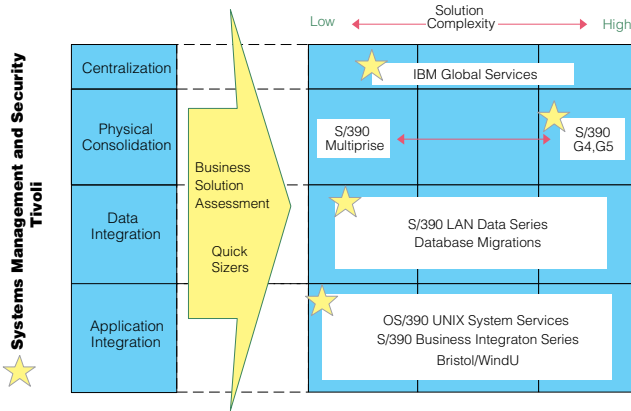 Solution
Complexity
Low
High
Systems Management and Security
Tivoli
Centralization
IBM Global Services
Physical
Consolidation
S/390
Multiprise
S/390
G4,G5
Business
Solution
Assessment
Quick
Sizers
Data
Integration
S/390 LAN Data Series
Database Migrations
Application
Integration
OS/390 UNIX System Services
S/390 Business Integraton Series
Bristol/WindU